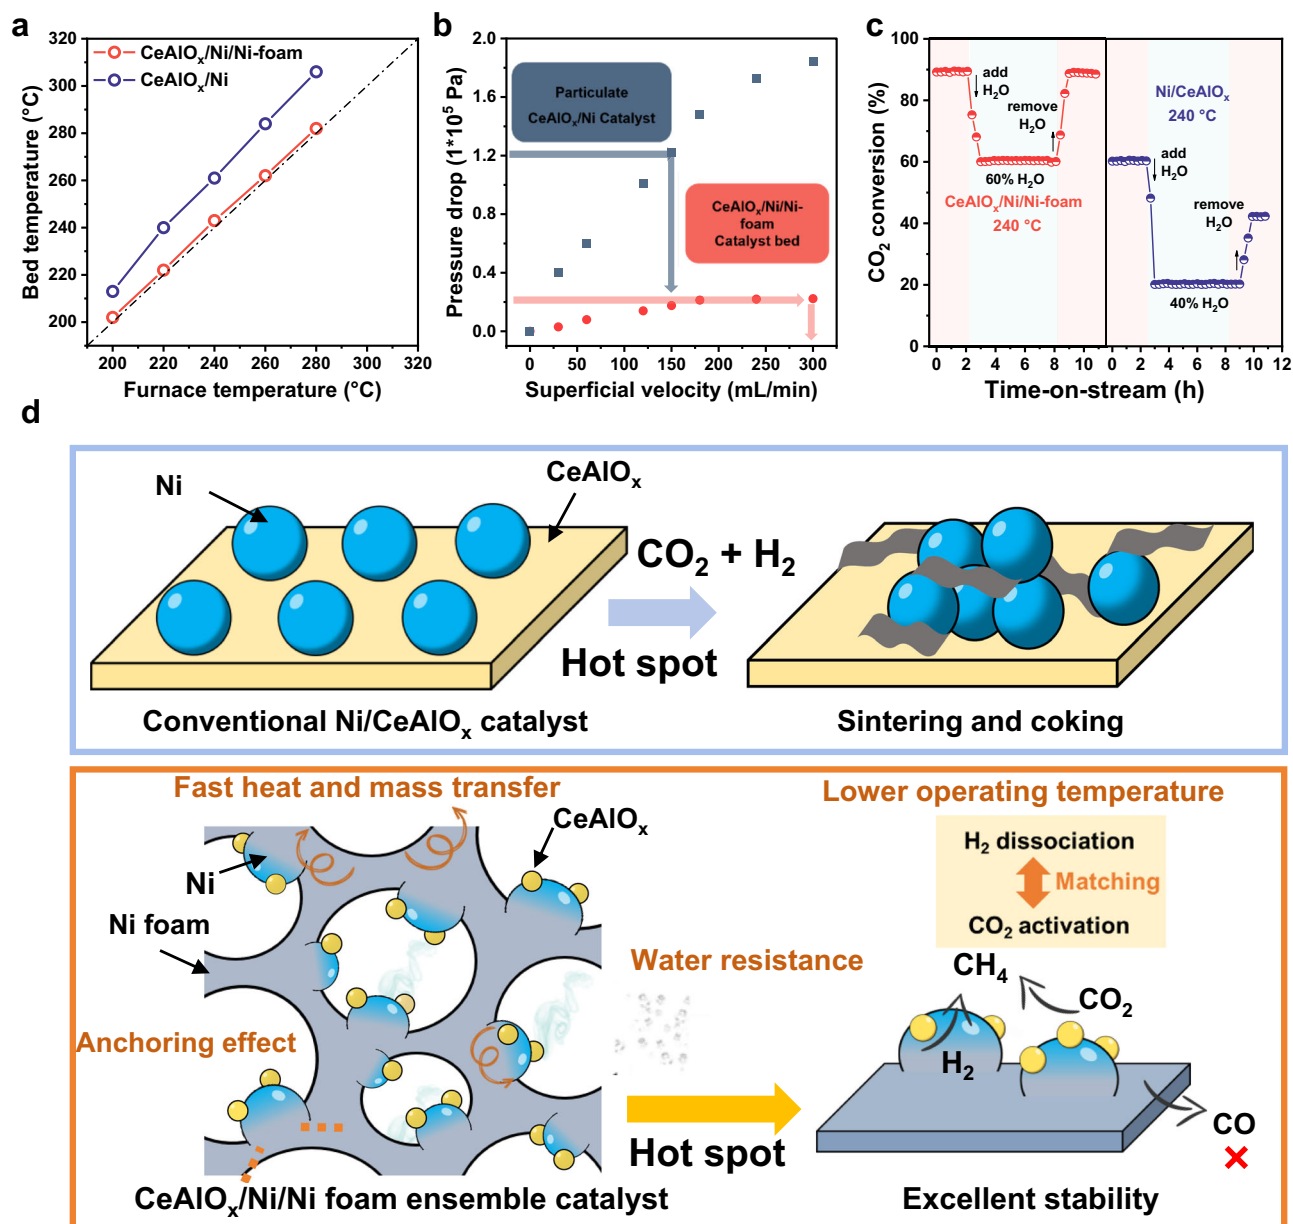 a
320
300
280
260
240
220
200
Bed temperature (°C)
CeAlOx/Ni/Ni-foam
CeAlOx/Ni
200 220 240 260 280 300 320
Furnace temperature (°C)
b
2.0
1.6
1.2
0.8
0.4
0.0
Pressure drop (1*10⁵ Pa)
Particulate
CeAlOx/Ni Catalyst
CeAlOx/Ni/Ni-
foam
Catalyst bed
0 50 100 150 200 250 300
Superficial velocity (mL/min)
c
100
80
60
40
20
0
CO₂ conversion (%)
add
H₂O
remove
H₂O
60% H₂O
CeAlOx/Ni/Ni-foam
240 °C
Ni/CeAlOx
240 °C
add
H₂O
remove
H₂O
40% H₂O
0 2 4 6 8 10 0 2 4 6 8 10 12
Time-on-stream (h)
d
Ni
CeAlOx
CO₂ + H₂
Hot spot
Conventional Ni/CeAlOx catalyst
Sintering and coking
Fast heat and mass transfer
CeAlOx
Ni
Ni foam
Anchoring effect
CeAlOx/Ni/Ni foam ensemble catalyst
Water resistance
Hot spot
Lower operating temperature
H₂ dissociation
Matching
CO₂ activation
CH₄
CO₂
H₂
CO
Excellent stability